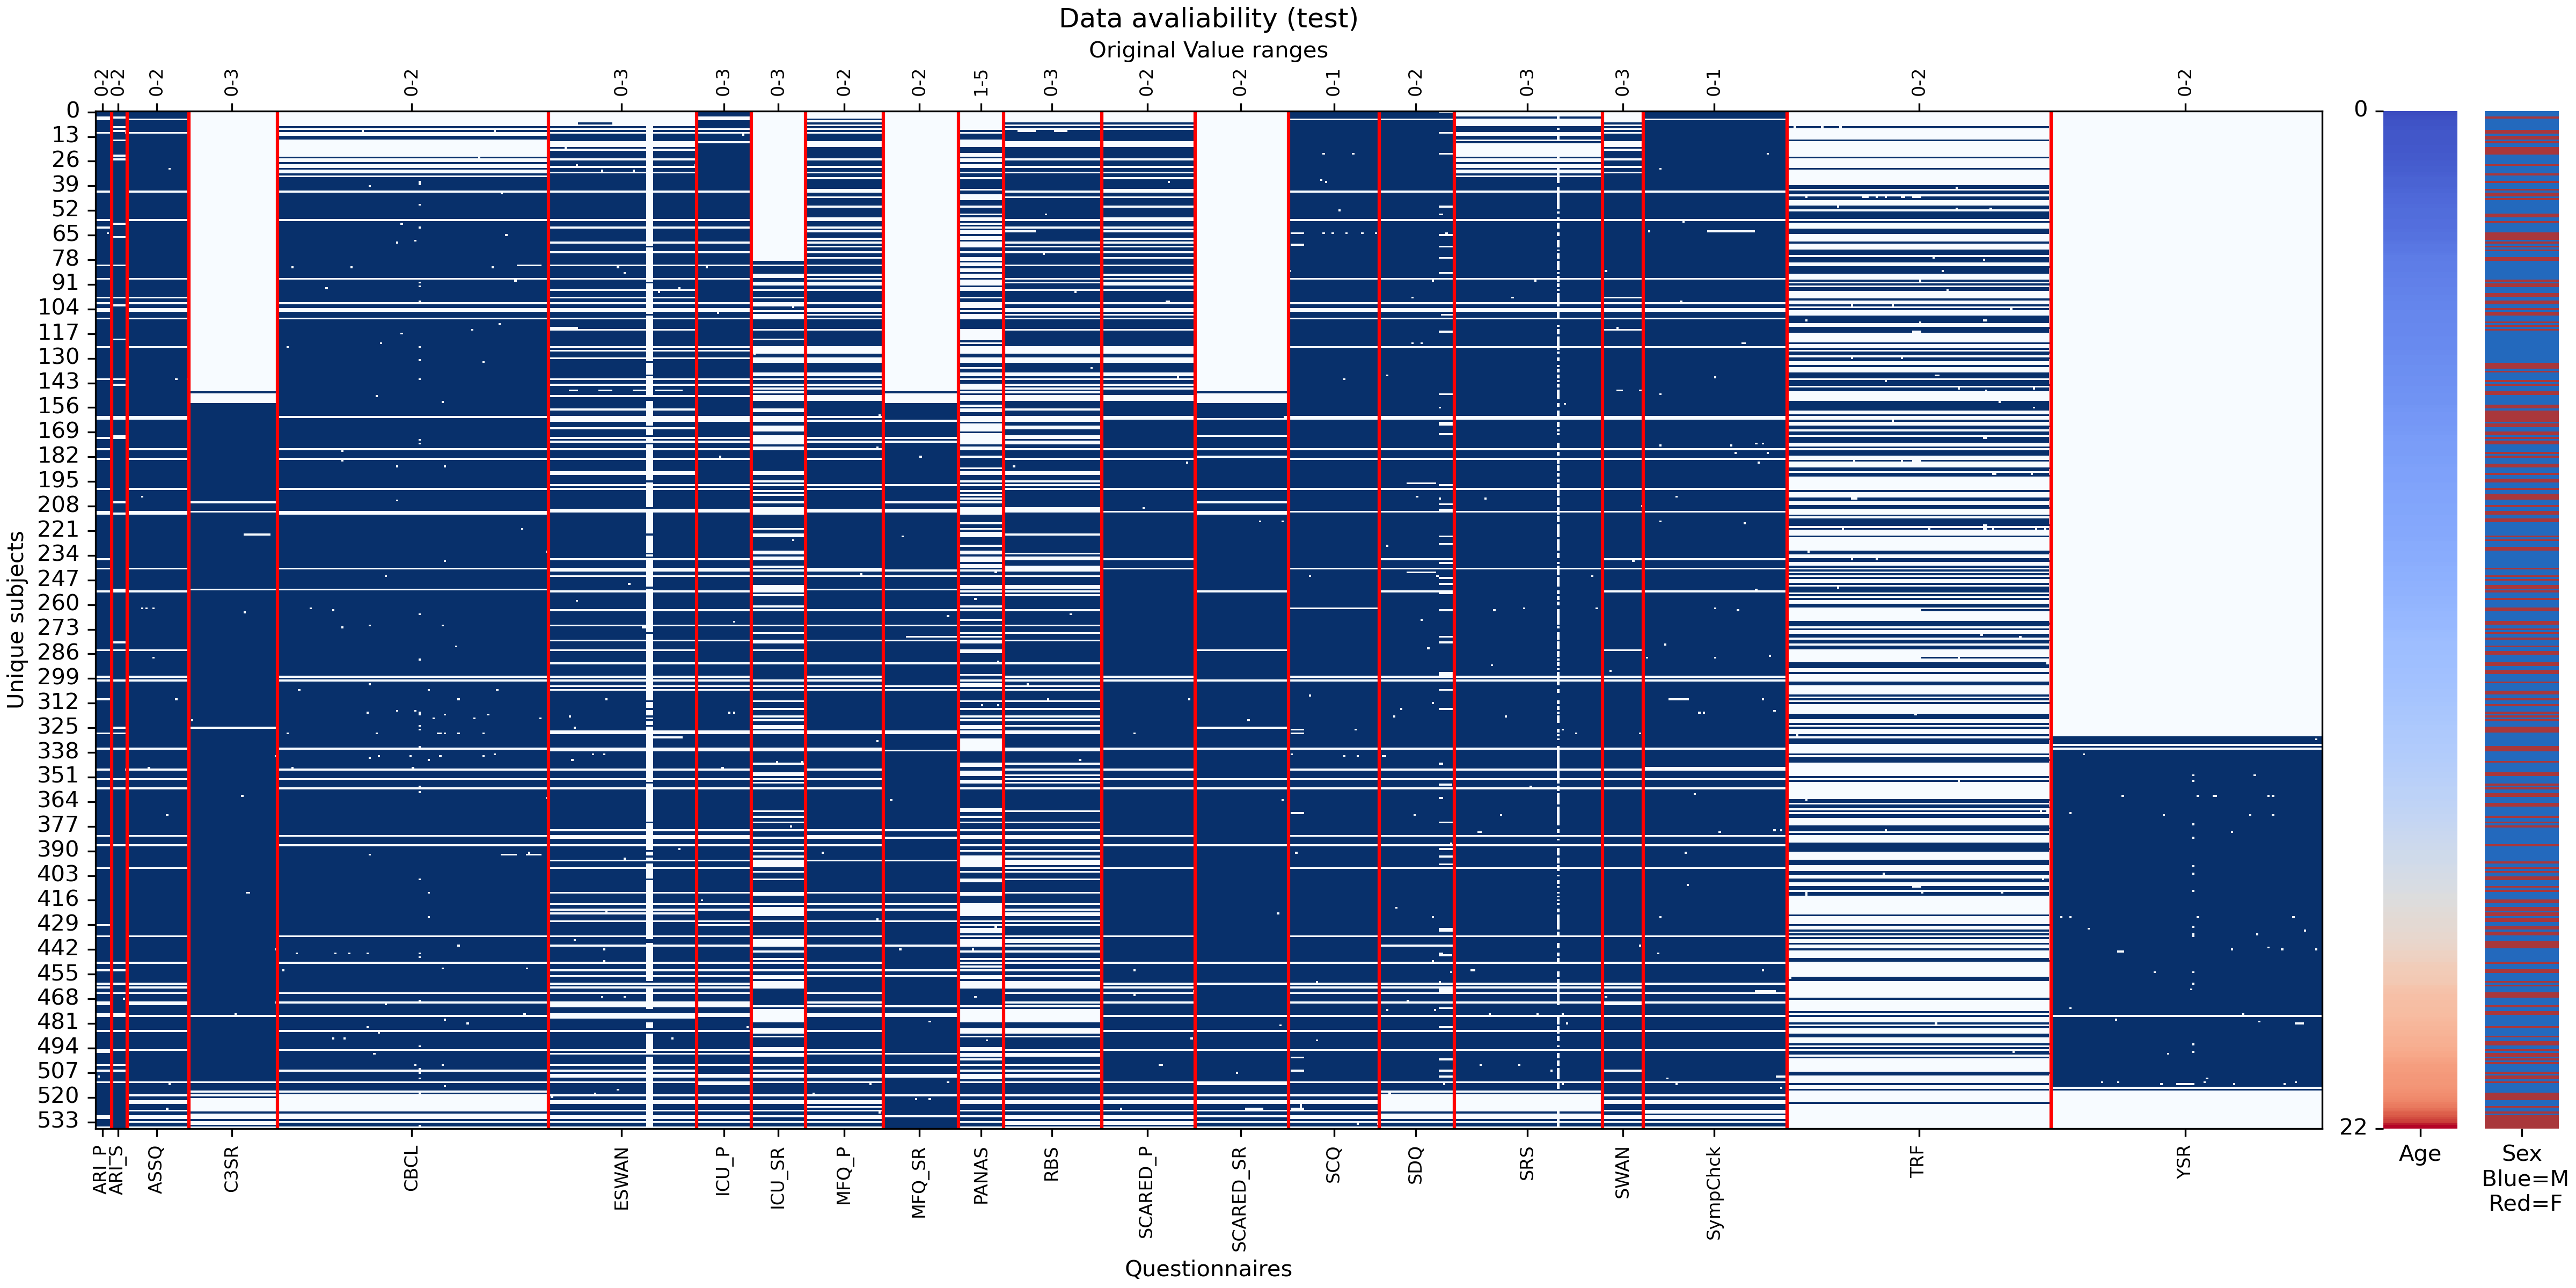 Data avaliability (test)
Original Value ranges
0-2
0-2
0-2
0-3
0-2
0-3
0-3
0-3
0-2
0-2
1-5
0-3
0-2
0-2
0-1
0-2
0-3
0-3
0-1
0-2
0-2
Unique subjects
0
13
26
39
52
65
78
91
104
117
130
143
156
169
182
195
208
221
234
247
260
273
286
299
312
325
338
351
364
377
390
403
416
429
442
455
468
481
494
507
520
533
ARI_P
ARI_S
ASSQ
C3SR
CBCL
ESWAN
ICU_P
ICU_SR
MFQ_P
MFQ_SR
PANAS
RBS
SCARED_P
SCARED_SR
SCQ
SDQ
SRS
SWAN
SympChck
TRF
YSR
Questionnaires
0
22
Age
Sex
Blue=M
Red=F